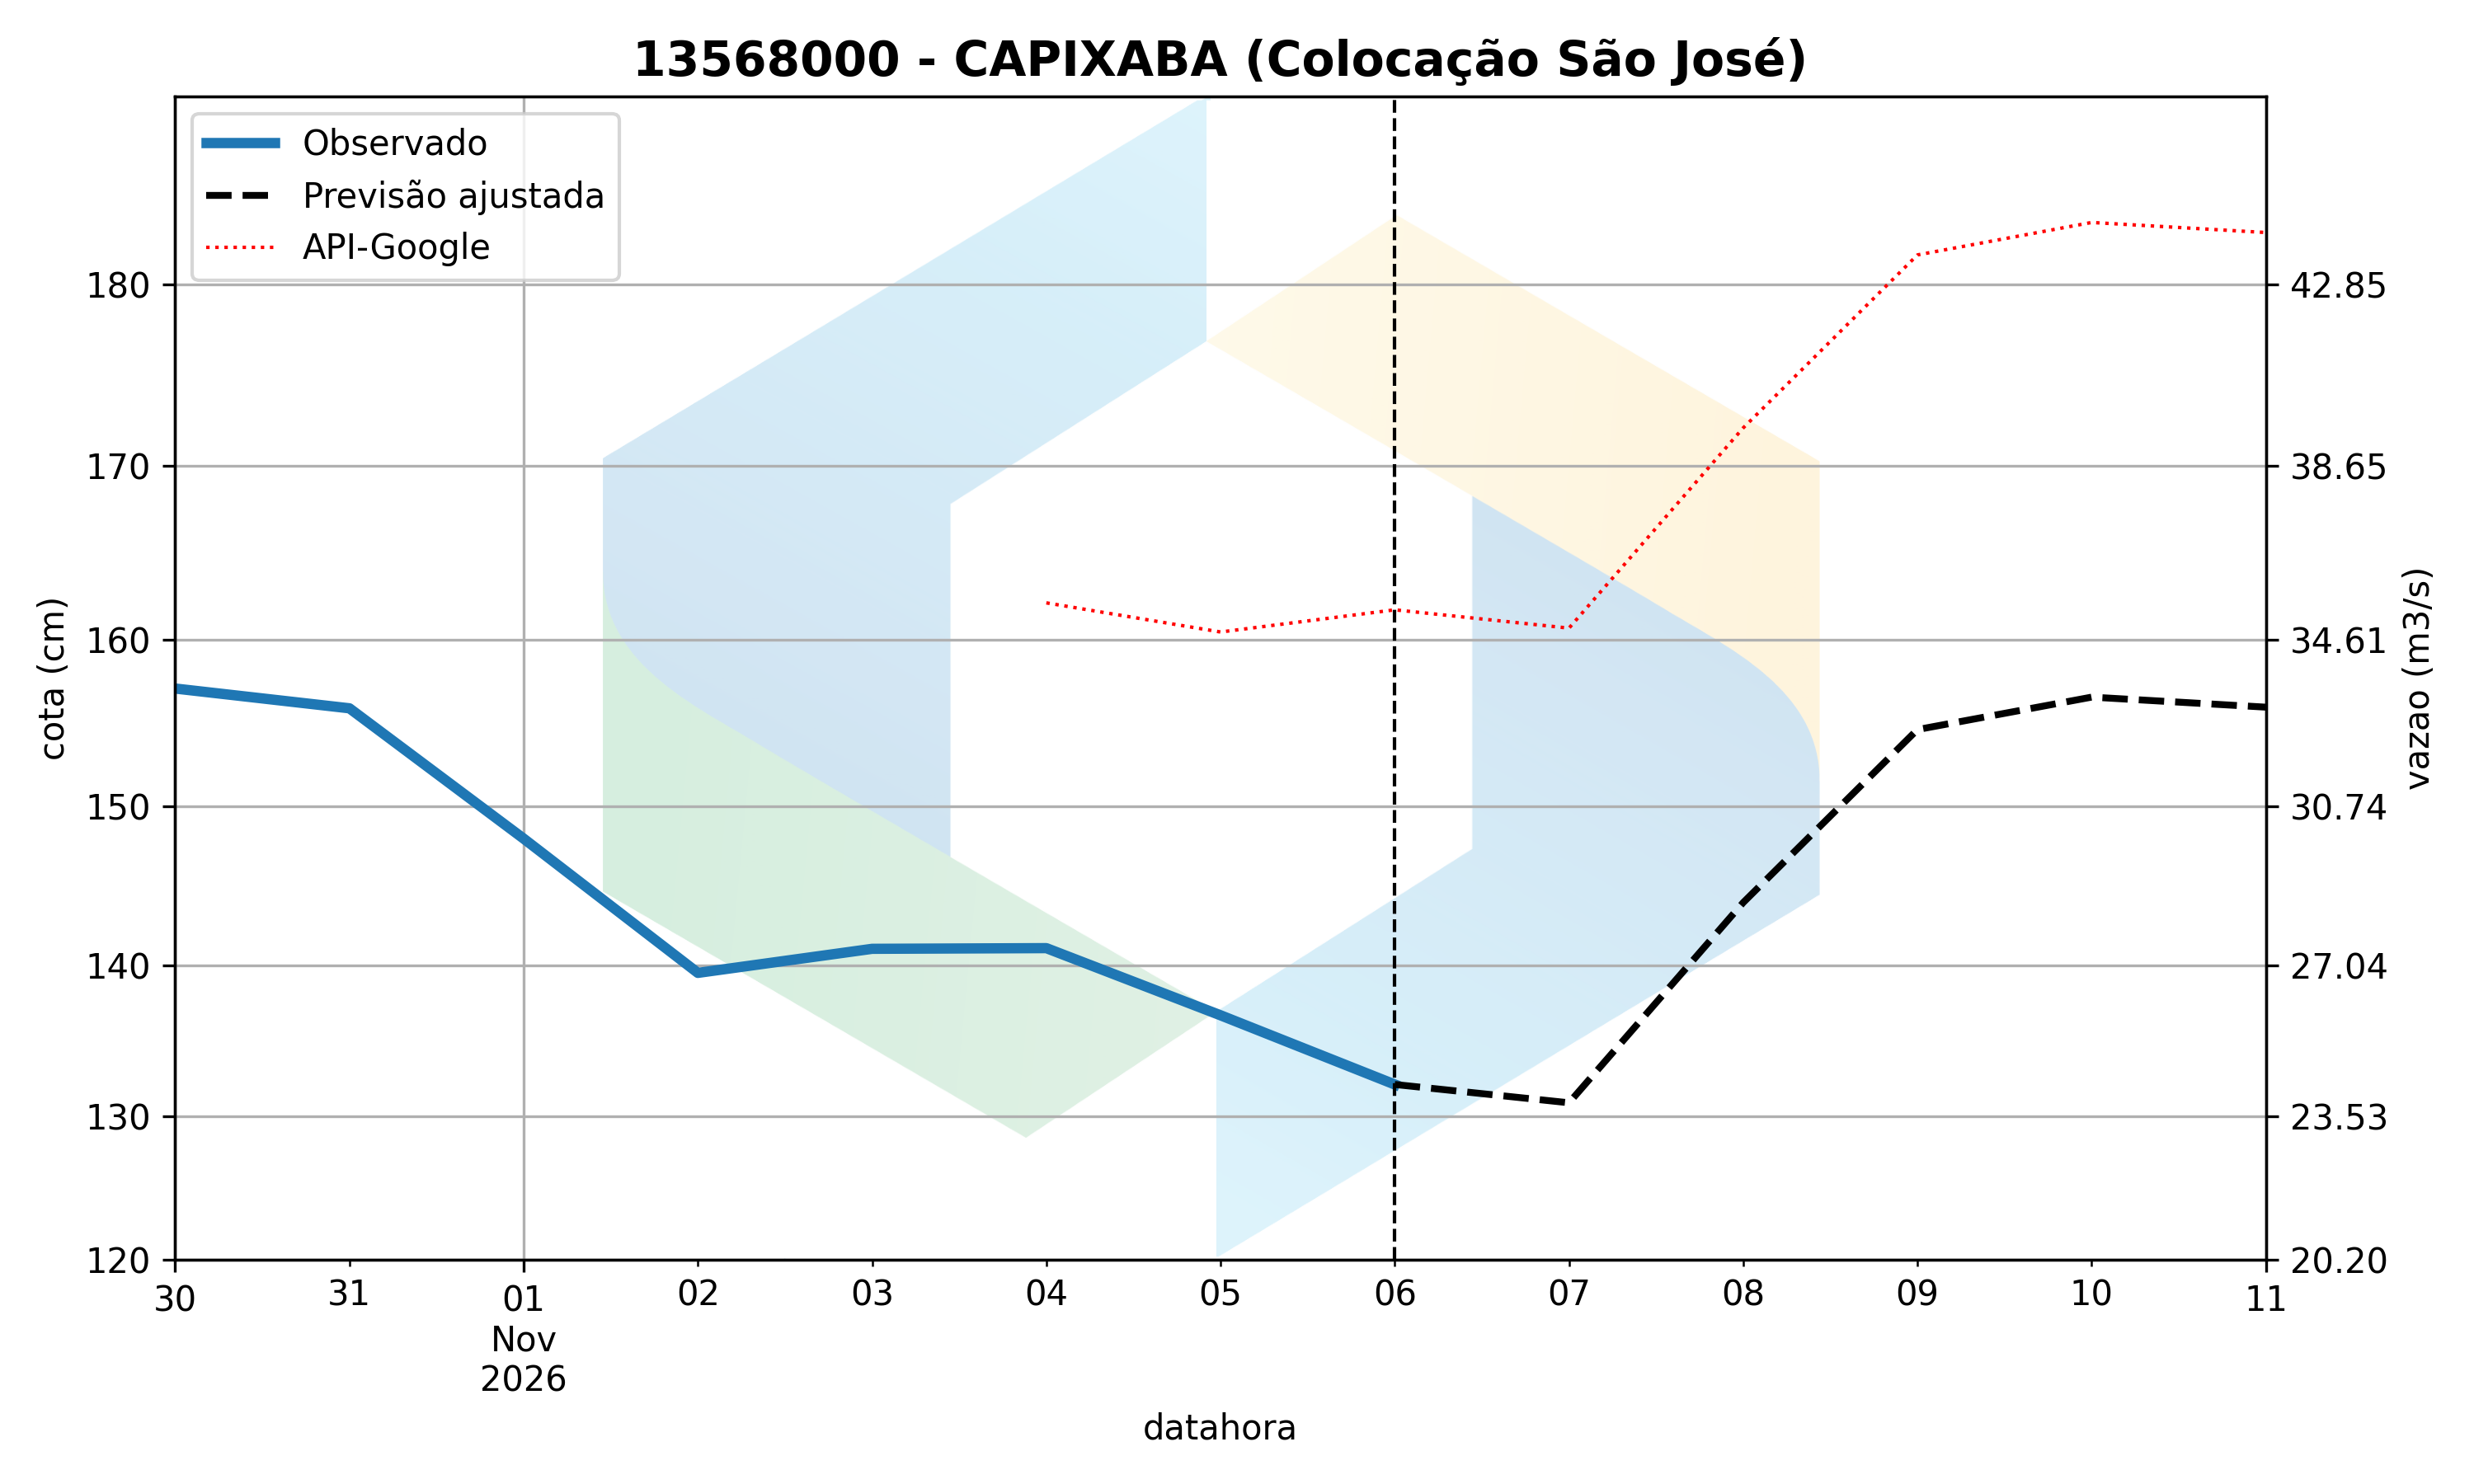 13568000 - CAPIXABA (Colocação São José)
Observado
Previsão ajustada
API-Google
180
170
160
150
140
130
120
cota (cm)
42.85
38.65
34.61
30.74
27.04
23.53
20.20
vazao (m3/s)
30 31 01 02 03 04 05 06 07 08 09 10 11
Nov
2026
datahora